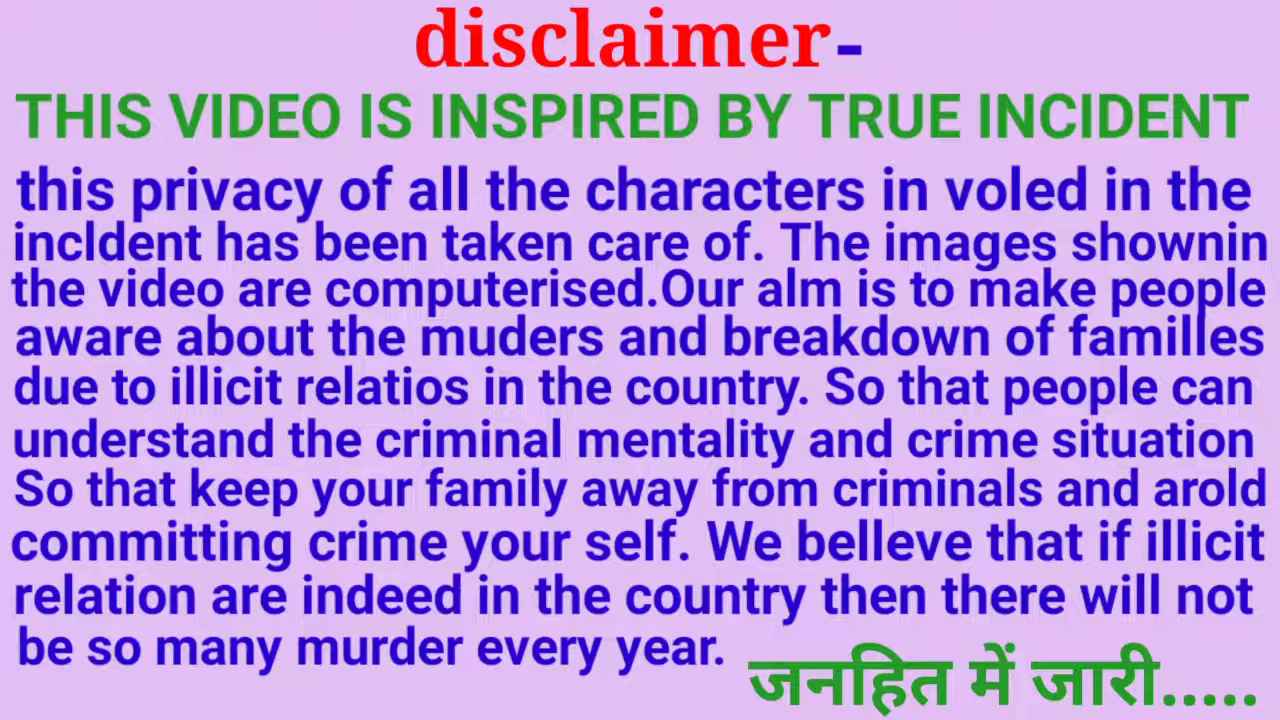 disclaimer-
THIS VIDEO IS INSPIRED BY TRUE INCIDENT
this privacy of all the characters in voled in the
incldent has been taken care of. The images shownin
the video are computerised.Our alm is to make people
aware about the muders and breakdown of familles
due to illicit relatios in the country. So that people can
understand the criminal mentality and crime situation
So that keep your family away from criminals and arold
committing crime your self. We belleve that if illicit
relation are indeed in the country then there will not
be so many murder every year.
जनहित में जारी.....